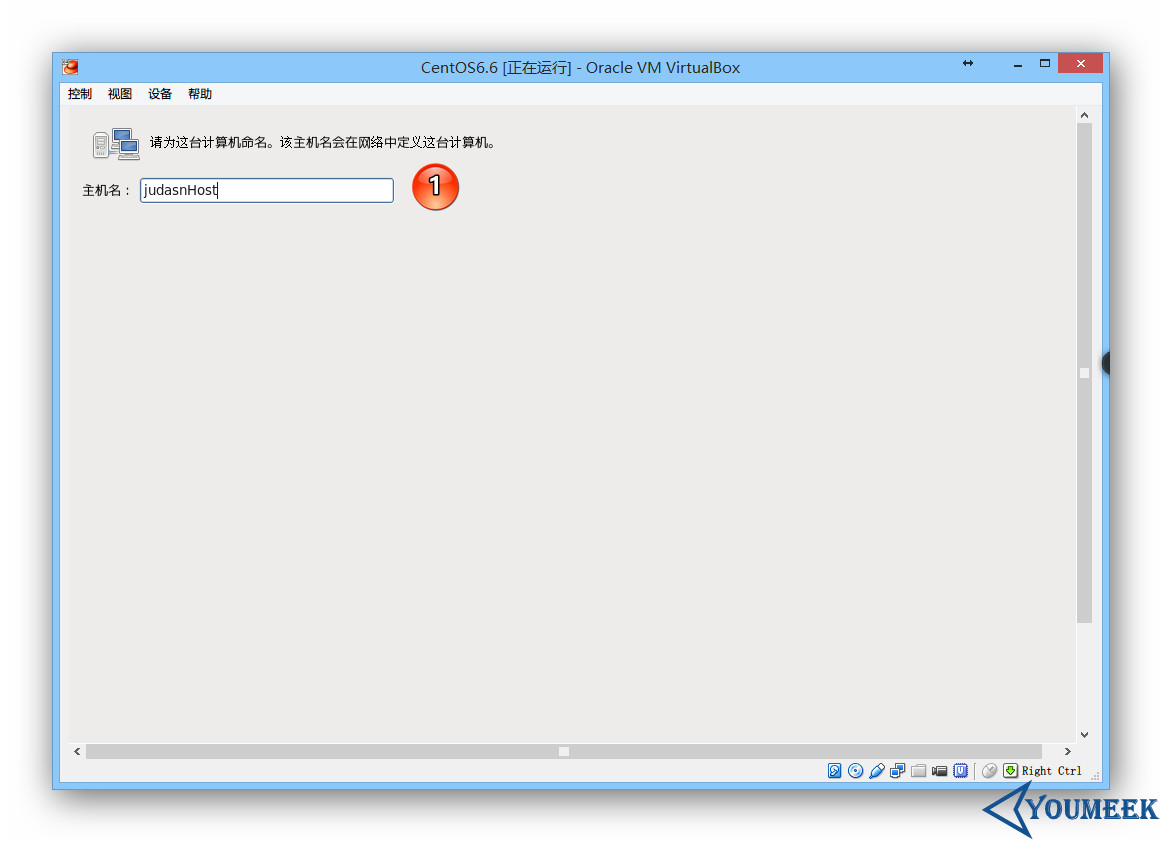 CentOS6.6 [正在运行] - Oracle VM VirtualBox
控制 视图 设备 帮助
请为这台计算机命名。该主机名会在网络中定义这台计算机。
主机名： judasnHost
1
Right Ctrl
YOUMEEK